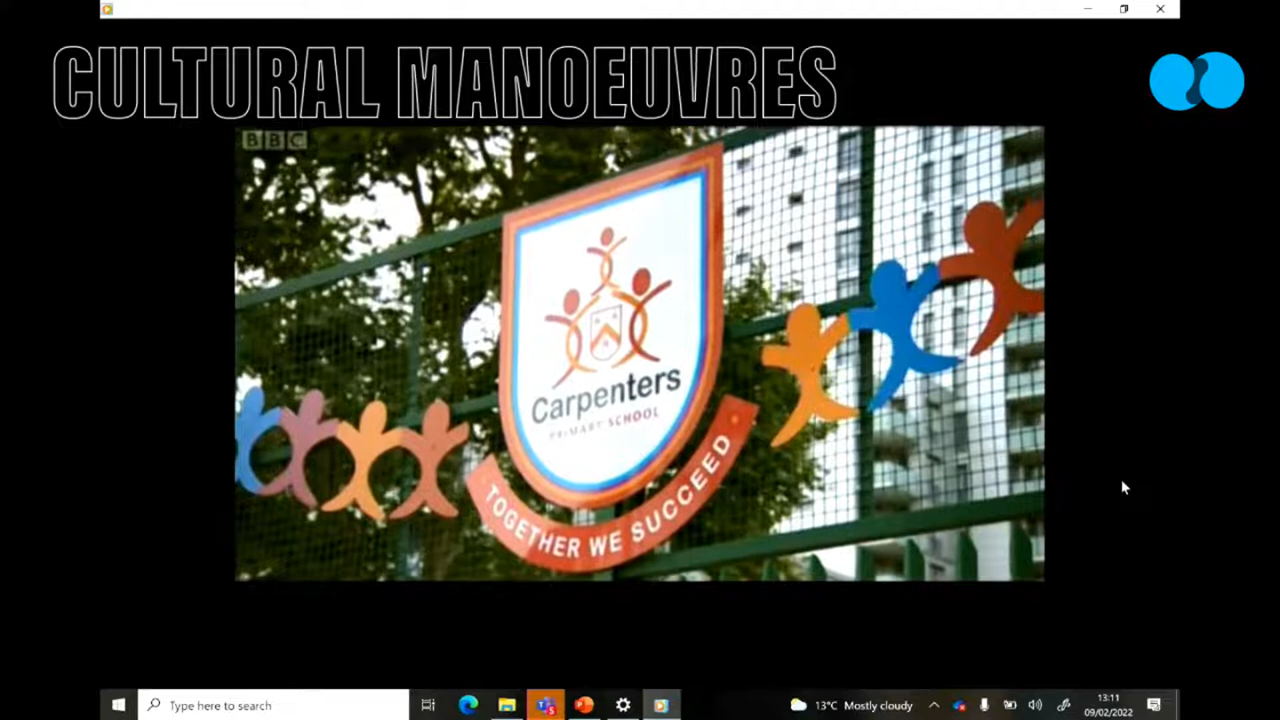 CULTURAL MANOEUVRES
BBC
Carpenters
PRIMARY SCHOOL
TOGETHER WE SUCCEED
Type here to search
13°C Mostly cloudy
13:11
09/02/2022